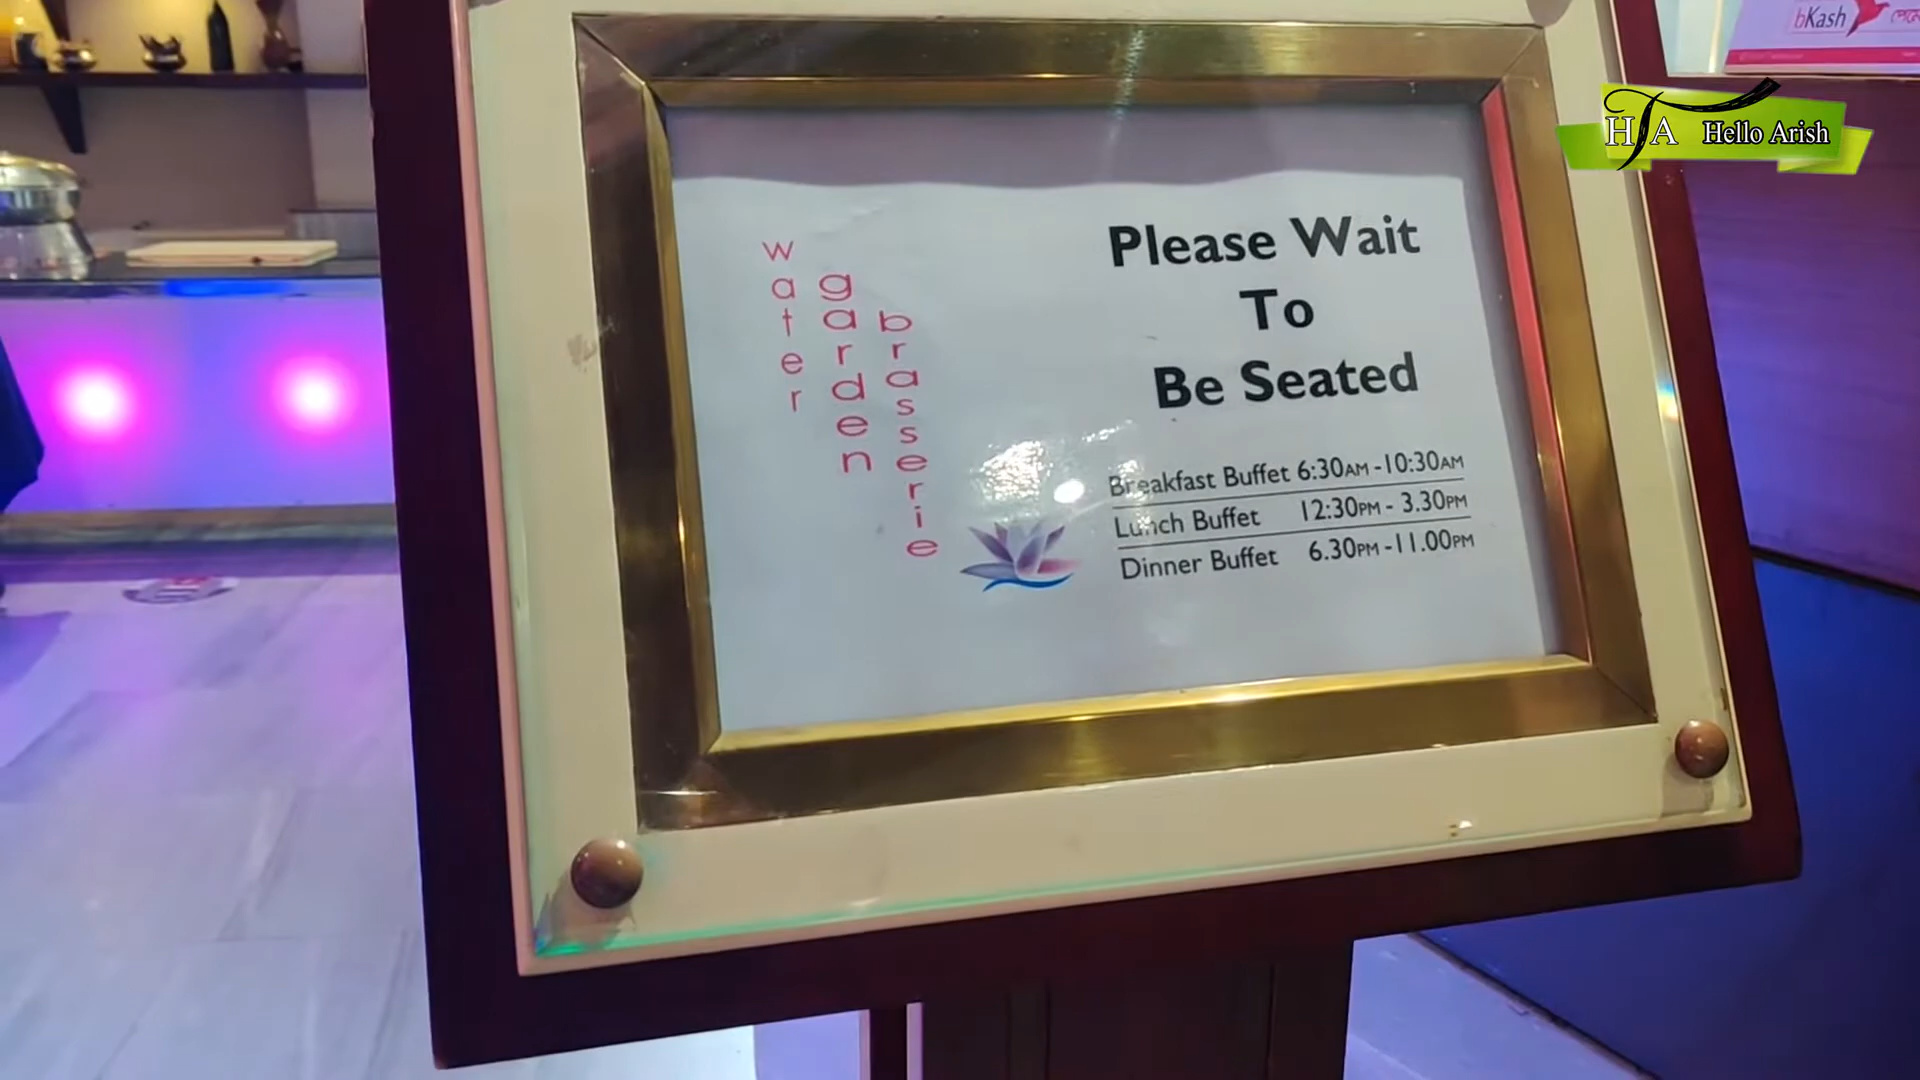 water
garden
brasserie
Please Wait
To
Be Seated
Breakfast Buffet 6:30AM -10:30AM
Lunch Buffet 12:30PM - 3.30PM
Dinner Buffet 6.30PM -11.00PM
bKash
HA Hello Arish